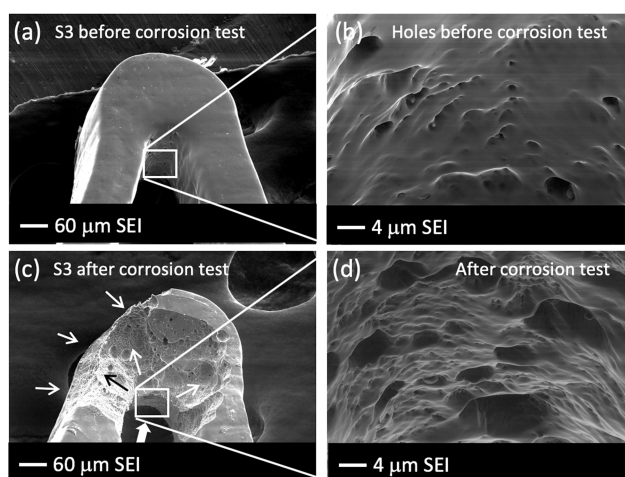 (a) S3 before corrosion test
60 μm SEI
(b) Holes before corrosion test
4 μm SEI
(c) S3 after corrosion test
60 μm SEI
(d) After corrosion test
4 μm SEI